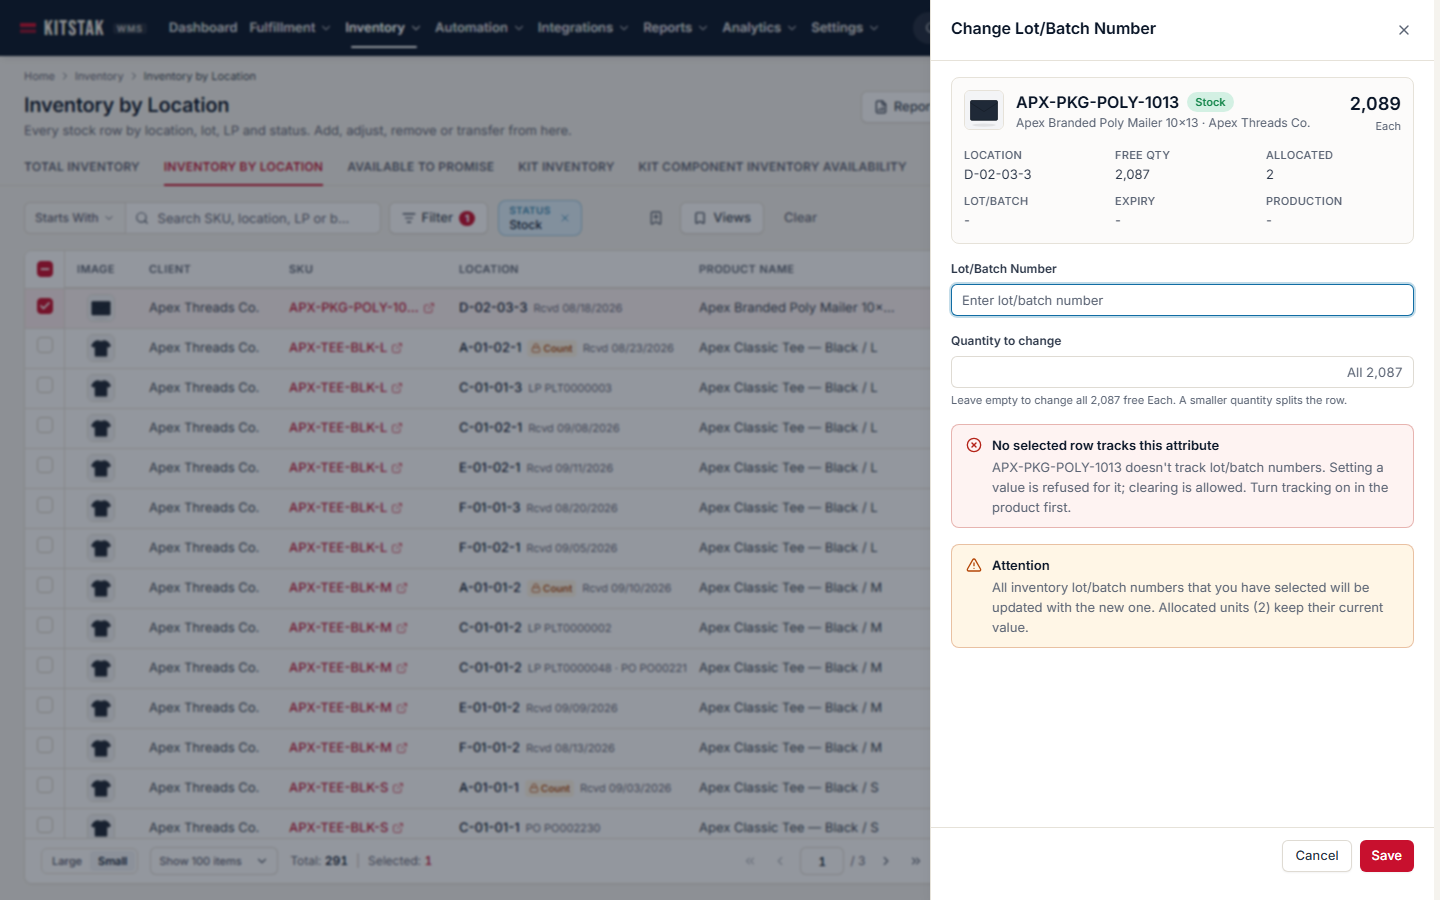 KITSTAK WMS Dashboard Fulfillment Inventory Automation Integrations Reports Analytics Settings
Home > Inventory > Inventory by Location
Inventory by Location
Every stock row by location, lot, LP and status. Add, adjust, remove or transfer from here.
TOTAL INVENTORY INVENTORY BY LOCATION AVAILABLE TO PROMISE KIT INVENTORY KIT COMPONENT INVENTORY AVAILABILITY
Starts With Search SKU, location, LP or b... Filter 1 STATUS Stock Views Clear
IMAGE CLIENT SKU LOCATION PRODUCT NAME
Apex Threads Co. APX-PKG-POLY-10... D-02-03-3 Rcvd 08/18/2026 Apex Branded Poly Mailer 10×...
Apex Threads Co. APX-TEE-BLK-L A-01-02-1 Count Rcvd 08/23/2026 Apex Classic Tee — Black / L
Apex Threads Co. APX-TEE-BLK-L C-01-01-3 LP PLT0000003 Apex Classic Tee — Black / L
Apex Threads Co. APX-TEE-BLK-L C-01-02-1 Rcvd 09/08/2026 Apex Classic Tee — Black / L
Apex Threads Co. APX-TEE-BLK-L E-01-02-1 Rcvd 09/11/2026 Apex Classic Tee — Black / L
Apex Threads Co. APX-TEE-BLK-L F-01-01-3 Rcvd 08/20/2026 Apex Classic Tee — Black / L
Apex Threads Co. APX-TEE-BLK-L F-01-02-1 Rcvd 09/05/2026 Apex Classic Tee — Black / L
Apex Threads Co. APX-TEE-BLK-M A-01-01-2 Count Rcvd 09/10/2026 Apex Classic Tee — Black / M
Apex Threads Co. APX-TEE-BLK-M C-01-01-2 LP PLT0000002 Apex Classic Tee — Black / M
Apex Threads Co. APX-TEE-BLK-M C-01-01-2 LP PLT0000048 · PO PO00221 Apex Classic Tee — Black / M
Apex Threads Co. APX-TEE-BLK-M E-01-01-2 Rcvd 09/09/2026 Apex Classic Tee — Black / M
Apex Threads Co. APX-TEE-BLK-M F-01-01-2 Rcvd 08/13/2026 Apex Classic Tee — Black / M
Apex Threads Co. APX-TEE-BLK-S A-01-01-1 Count Rcvd 09/03/2026 Apex Classic Tee — Black / S
Apex Threads Co. APX-TEE-BLK-S C-01-01-1 PO PO002230 Apex Classic Tee — Black / S
Large Small Show 100 items Total: 291 | Selected: 1 « < 1 / 3 > »
Change Lot/Batch Number
APX-PKG-POLY-1013 Stock 2,089
Apex Branded Poly Mailer 10×13 · Apex Threads Co. Each
LOCATION FREE QTY ALLOCATED
D-02-03-3 2,087 2
LOT/BATCH EXPIRY PRODUCTION
- - -
Lot/Batch Number
Enter lot/batch number
Quantity to change
All 2,087
Leave empty to change all 2,087 free Each. A smaller quantity splits the row.
No selected row tracks this attribute
APX-PKG-POLY-1013 doesn't track lot/batch numbers. Setting a
value is refused for it; clearing is allowed. Turn tracking on in the
product first.
Attention
All inventory lot/batch numbers that you have selected will be
updated with the new one. Allocated units (2) keep their current
value.
Cancel Save